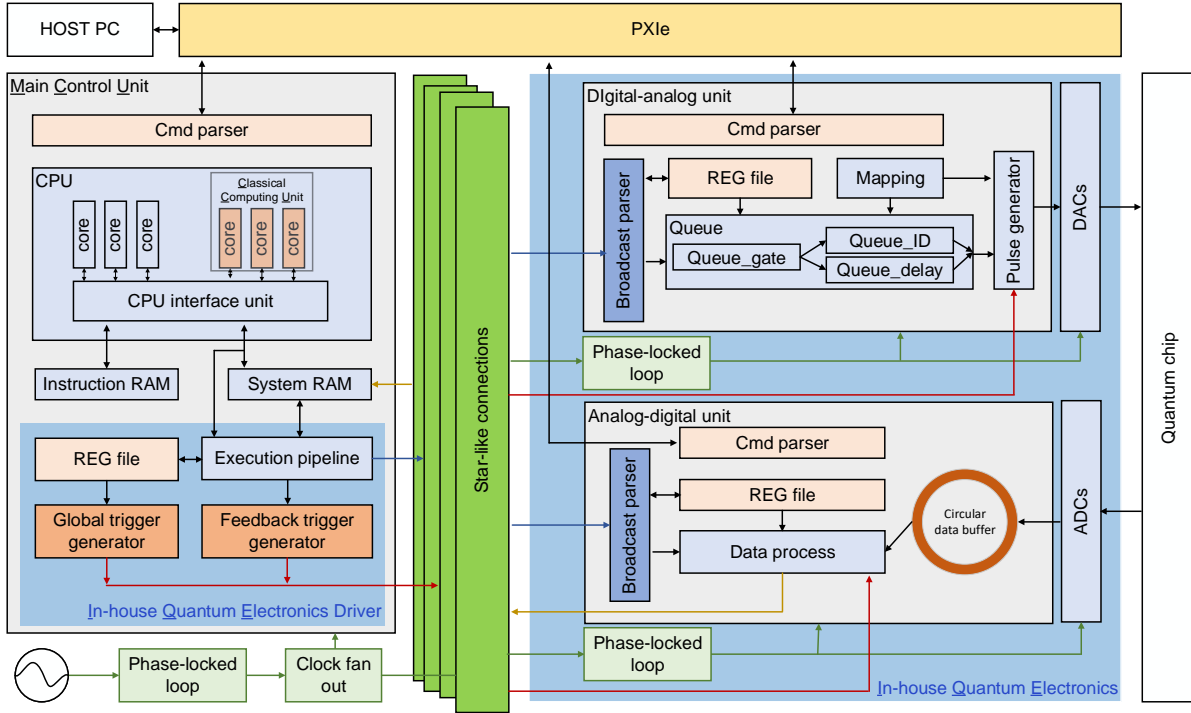 HOST PC
PXIe
Main Control Unit
Cmd parser
CPU
core
core
core
Classical
Computing Unit
core
core
core
CPU interface unit
Instruction RAM
System RAM
REG file
Execution pipeline
Global trigger
generator
Feedback trigger
generator
In-house Quantum Electronics Driver
Phase-locked
loop
Clock fan
out
Star-like connections
DIgital-analog unit
Cmd parser
Broadcast parser
REG file
Mapping
Queue
Queue_gate
Queue_ID
Queue_delay
Pulse generator
DACs
Phase-locked
loop
Analog-digital unit
Cmd parser
Broadcast parser
REG file
Data process
Circular
data buffer
ADCs
Phase-locked
loop
In-house Quantum Electronics
Quantum chip